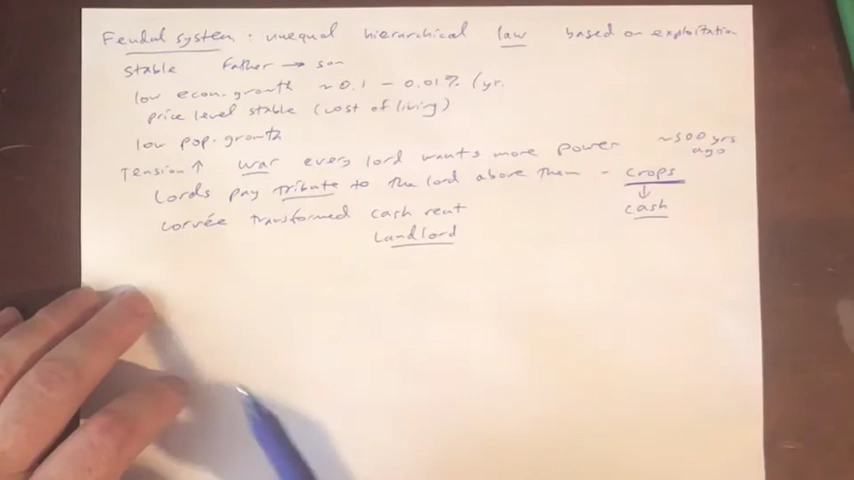 Feudal system: unequal hierarchical law based on exploitation
stable Father → son
low econ. growth ~0.1 - 0.01% (yr.
price level stable (cost of living)
low pop. growth
Tension ↑ war every lord wants more power ~500 yrs ago
Lords pay tribute to the lord above them - crops
↓
corvée transformed cash rent cash
Landlord